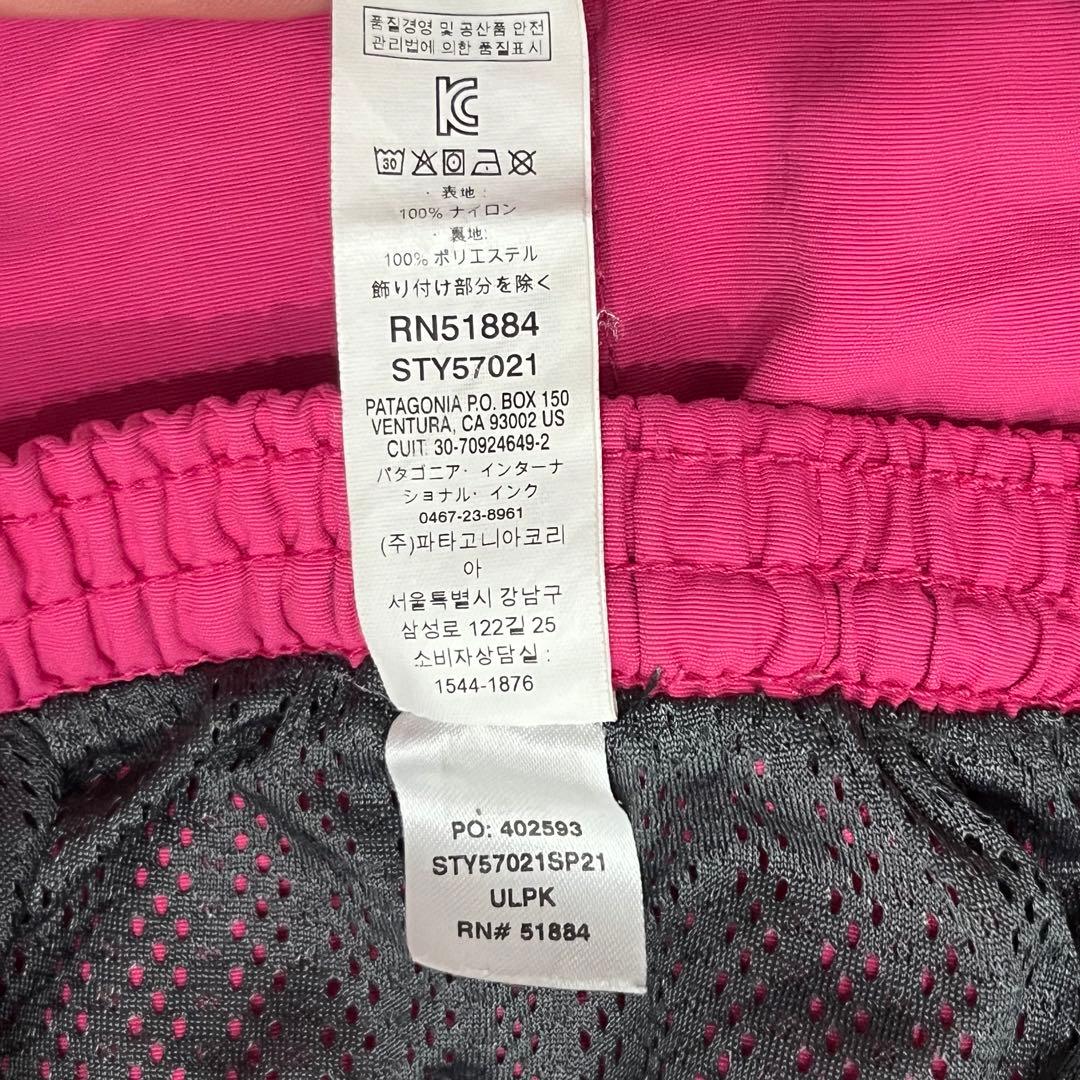 품질경영 및 공산품 안전
관리법에 의한 품질표시
KC
30
· 表地 :
100% ナイロン
· 裏地:
100% ポリエステル
飾り付け部分を除く
RN51884
STY57021
PATAGONIA P.O. BOX 150
VENTURA, CA 93002 US
CUIT 30-70924649-2
パタゴニア・インターナ
ショナル・インク
0467-23-8961
(주)파타고니아코리
아
서울특별시 강남구
삼성로 122길 25
소비자상담실 :
1544-1876
PO: 402593
STY57021SP21
ULPK
RN# 51884